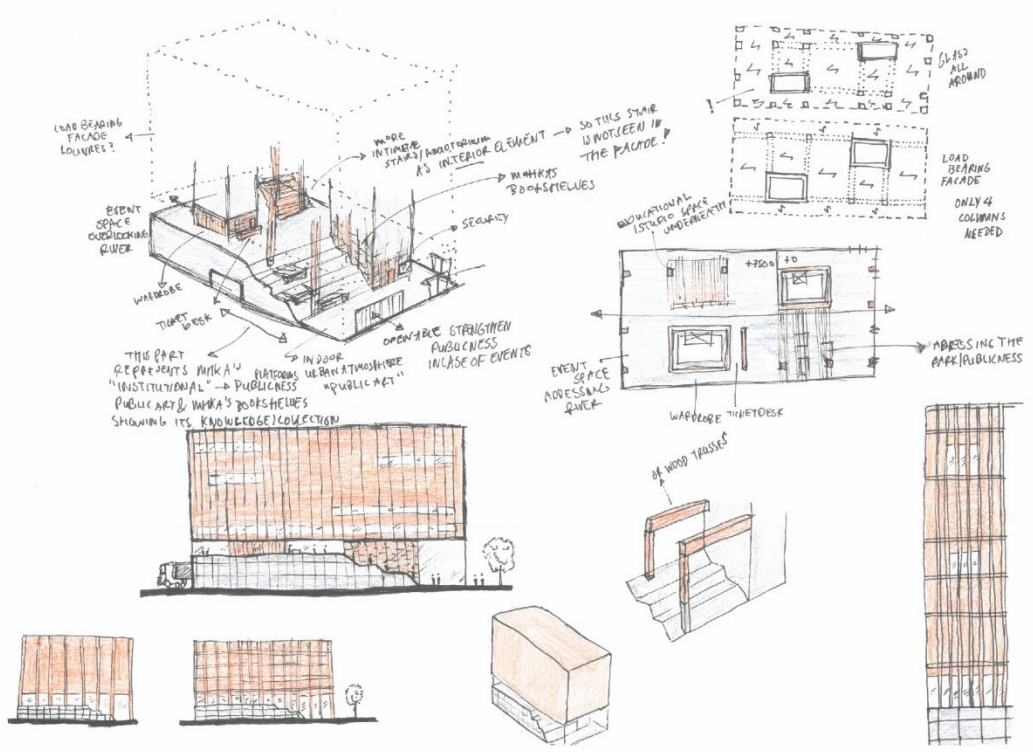 LOAD BEARING
FACADE
LOUVRES?
MORE
INTIMATE
STAIRS/AUDITORIUM
AS INTERIOR ELEMENT
SO THIS STAIR
IS NOT SEEN IN
THE FACADE!
MHKAS
BOOKSHELVES
SECURITY
EVENT
SPACE
OVERLOOKING
RIVER
WARDROBE
TICKET
DESK
THIS PART
REPRESENTS MHKA'S
"INSTITUTIONAL" → PUBLICNESS
PUBLIC ART & MHKA'S BOOKSHELVES
SHOWING ITS KNOWLEDGE/COLLECTION
INDOOR
PLATFORMS URBAN ATMOSPHERE
"PUBLIC ART"
OPENABLE STRENGTHEN
PUBLICNESS
INCASE OF EVENTS
!
GLASS
ALL
AROUND
LOAD
BEARING
FACADE
ONLY 4
COLUMNS
NEEDED
EDUCATIONAL
/STUDIO SPACE
UNDERNEATH
+7500
+0
ADRESSING THE
PARK/PUBLICNESS
EVENT
SPACE
ADRESSING
RIVER
WARDROBE
TICKETDESK
OR WOOD TRUSSES